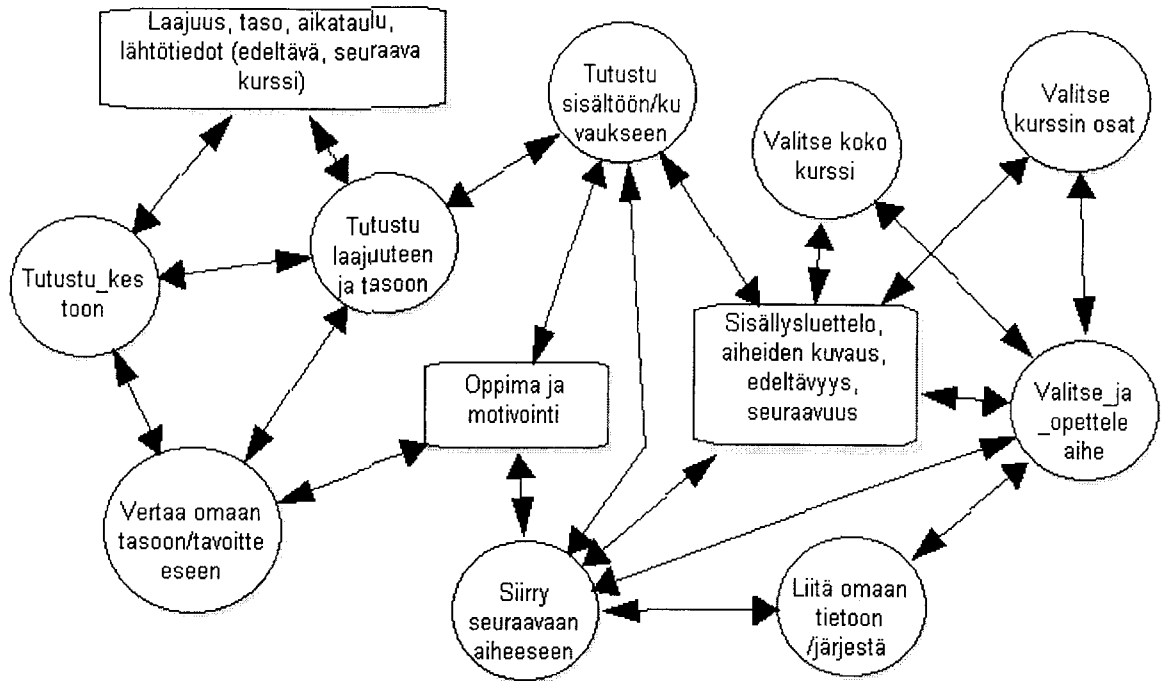 Laajuus, taso, aikataulu,
lähtötiedot (edeltävä, seuraava
kurssi)
Tutustu
sisältöön/ku
vaukseen
Valitse koko
kurssi
Valitse
kurssin osat
Tutustu_kes
toon
Tutustu
laajuuteen
ja tasoon
Oppima ja
motivointi
Sisällysluettelo,
aiheiden kuvaus,
edeltävyys,
seuraavuus
Valitse_ja
_opettele
aihe
Vertaa omaan
tasoon/tavoitte
eseen
Siirry
seuraavaan
aiheeseen
Liitä omaan
tietoon
/järjestä